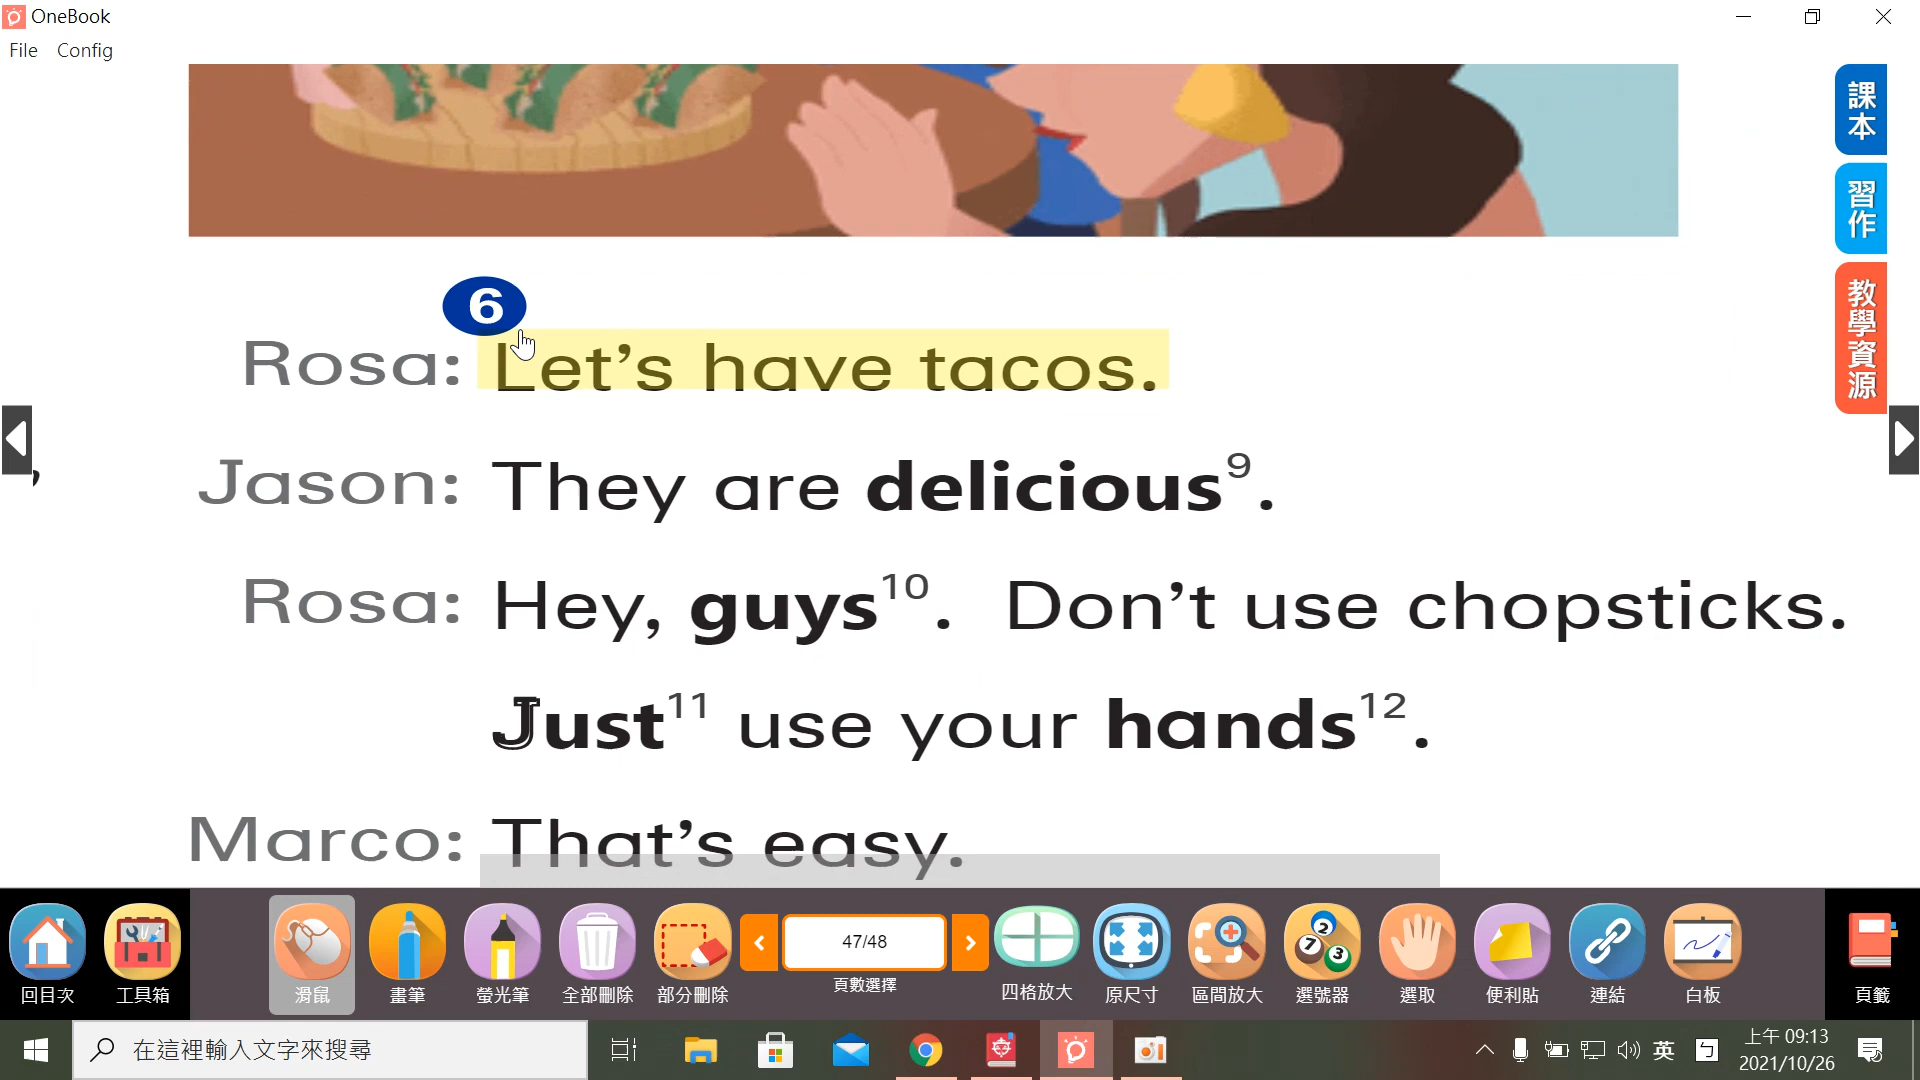 OneBook
File Config
課本
習作
教學資源
6
Rosa: Let's have tacos.
Jason: They are delicious9.
Rosa: Hey, guys10. Don't use chopsticks.
Just11 use your hands12.
Marco: That's easy.
,
47/48
回目次 工具箱 滑鼠 畫筆 螢光筆 全部刪除 部分刪除 頁數選擇 四格放大 原尺寸 區間放大 選號器 選取 便利貼 連結 白板 頁籤
2 7 3
在這裡輸入文字來搜尋
英 ㄅ
上午 09:13
2021/10/26